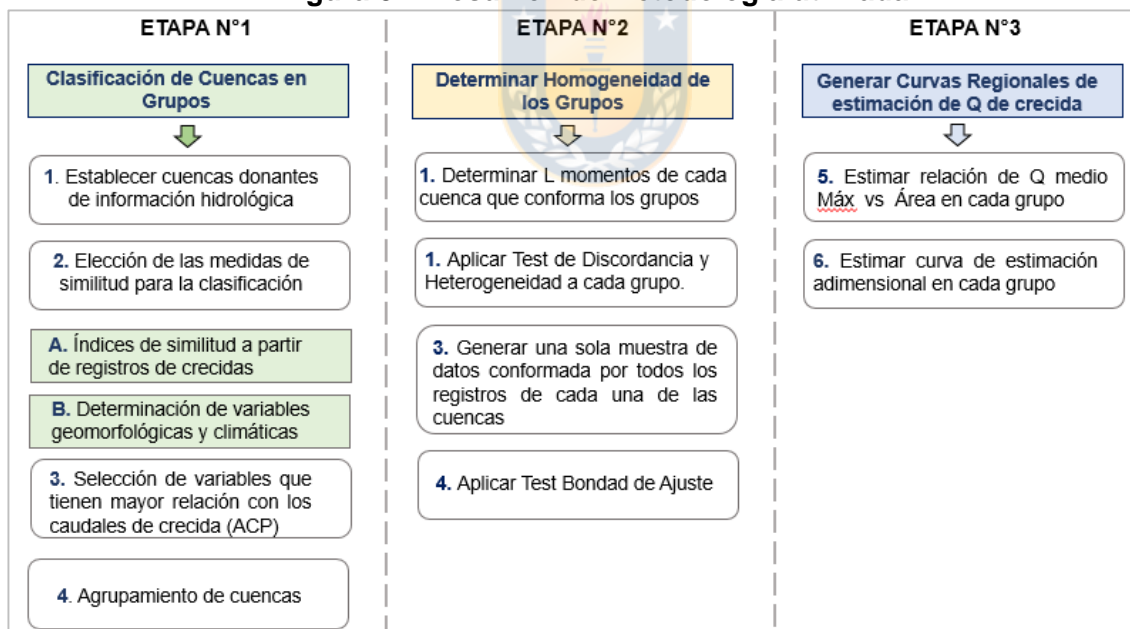 ETAPA N°1
Clasificación de Cuencas en
Grupos
1. Establecer cuencas donantes
de información hidrológica
2. Elección de las medidas de
similitud para la clasificación
A. Índices de similitud a partir
de registros de crecidas
B. Determinación de variables
geomorfológicas y climáticas
3. Selección de variables que
tienen mayor relación con los
caudales de crecida (ACP)
4. Agrupamiento de cuencas
ETAPA N°2
Determinar Homogeneidad de
los Grupos
1. Determinar L momentos de cada
cuenca que conforma los grupos
1. Aplicar Test de Discordancia y
Heterogeneidad a cada grupo.
3. Generar una sola muestra de
datos conformada por todos los
registros de cada una de las
cuencas
4. Aplicar Test Bondad de Ajuste
ETAPA N°3
Generar Curvas Regionales de
estimación de Q de crecida
5. Estimar relación de Q medio
Máx vs Área en cada grupo
6. Estimar curva de estimación
adimensional en cada grupo